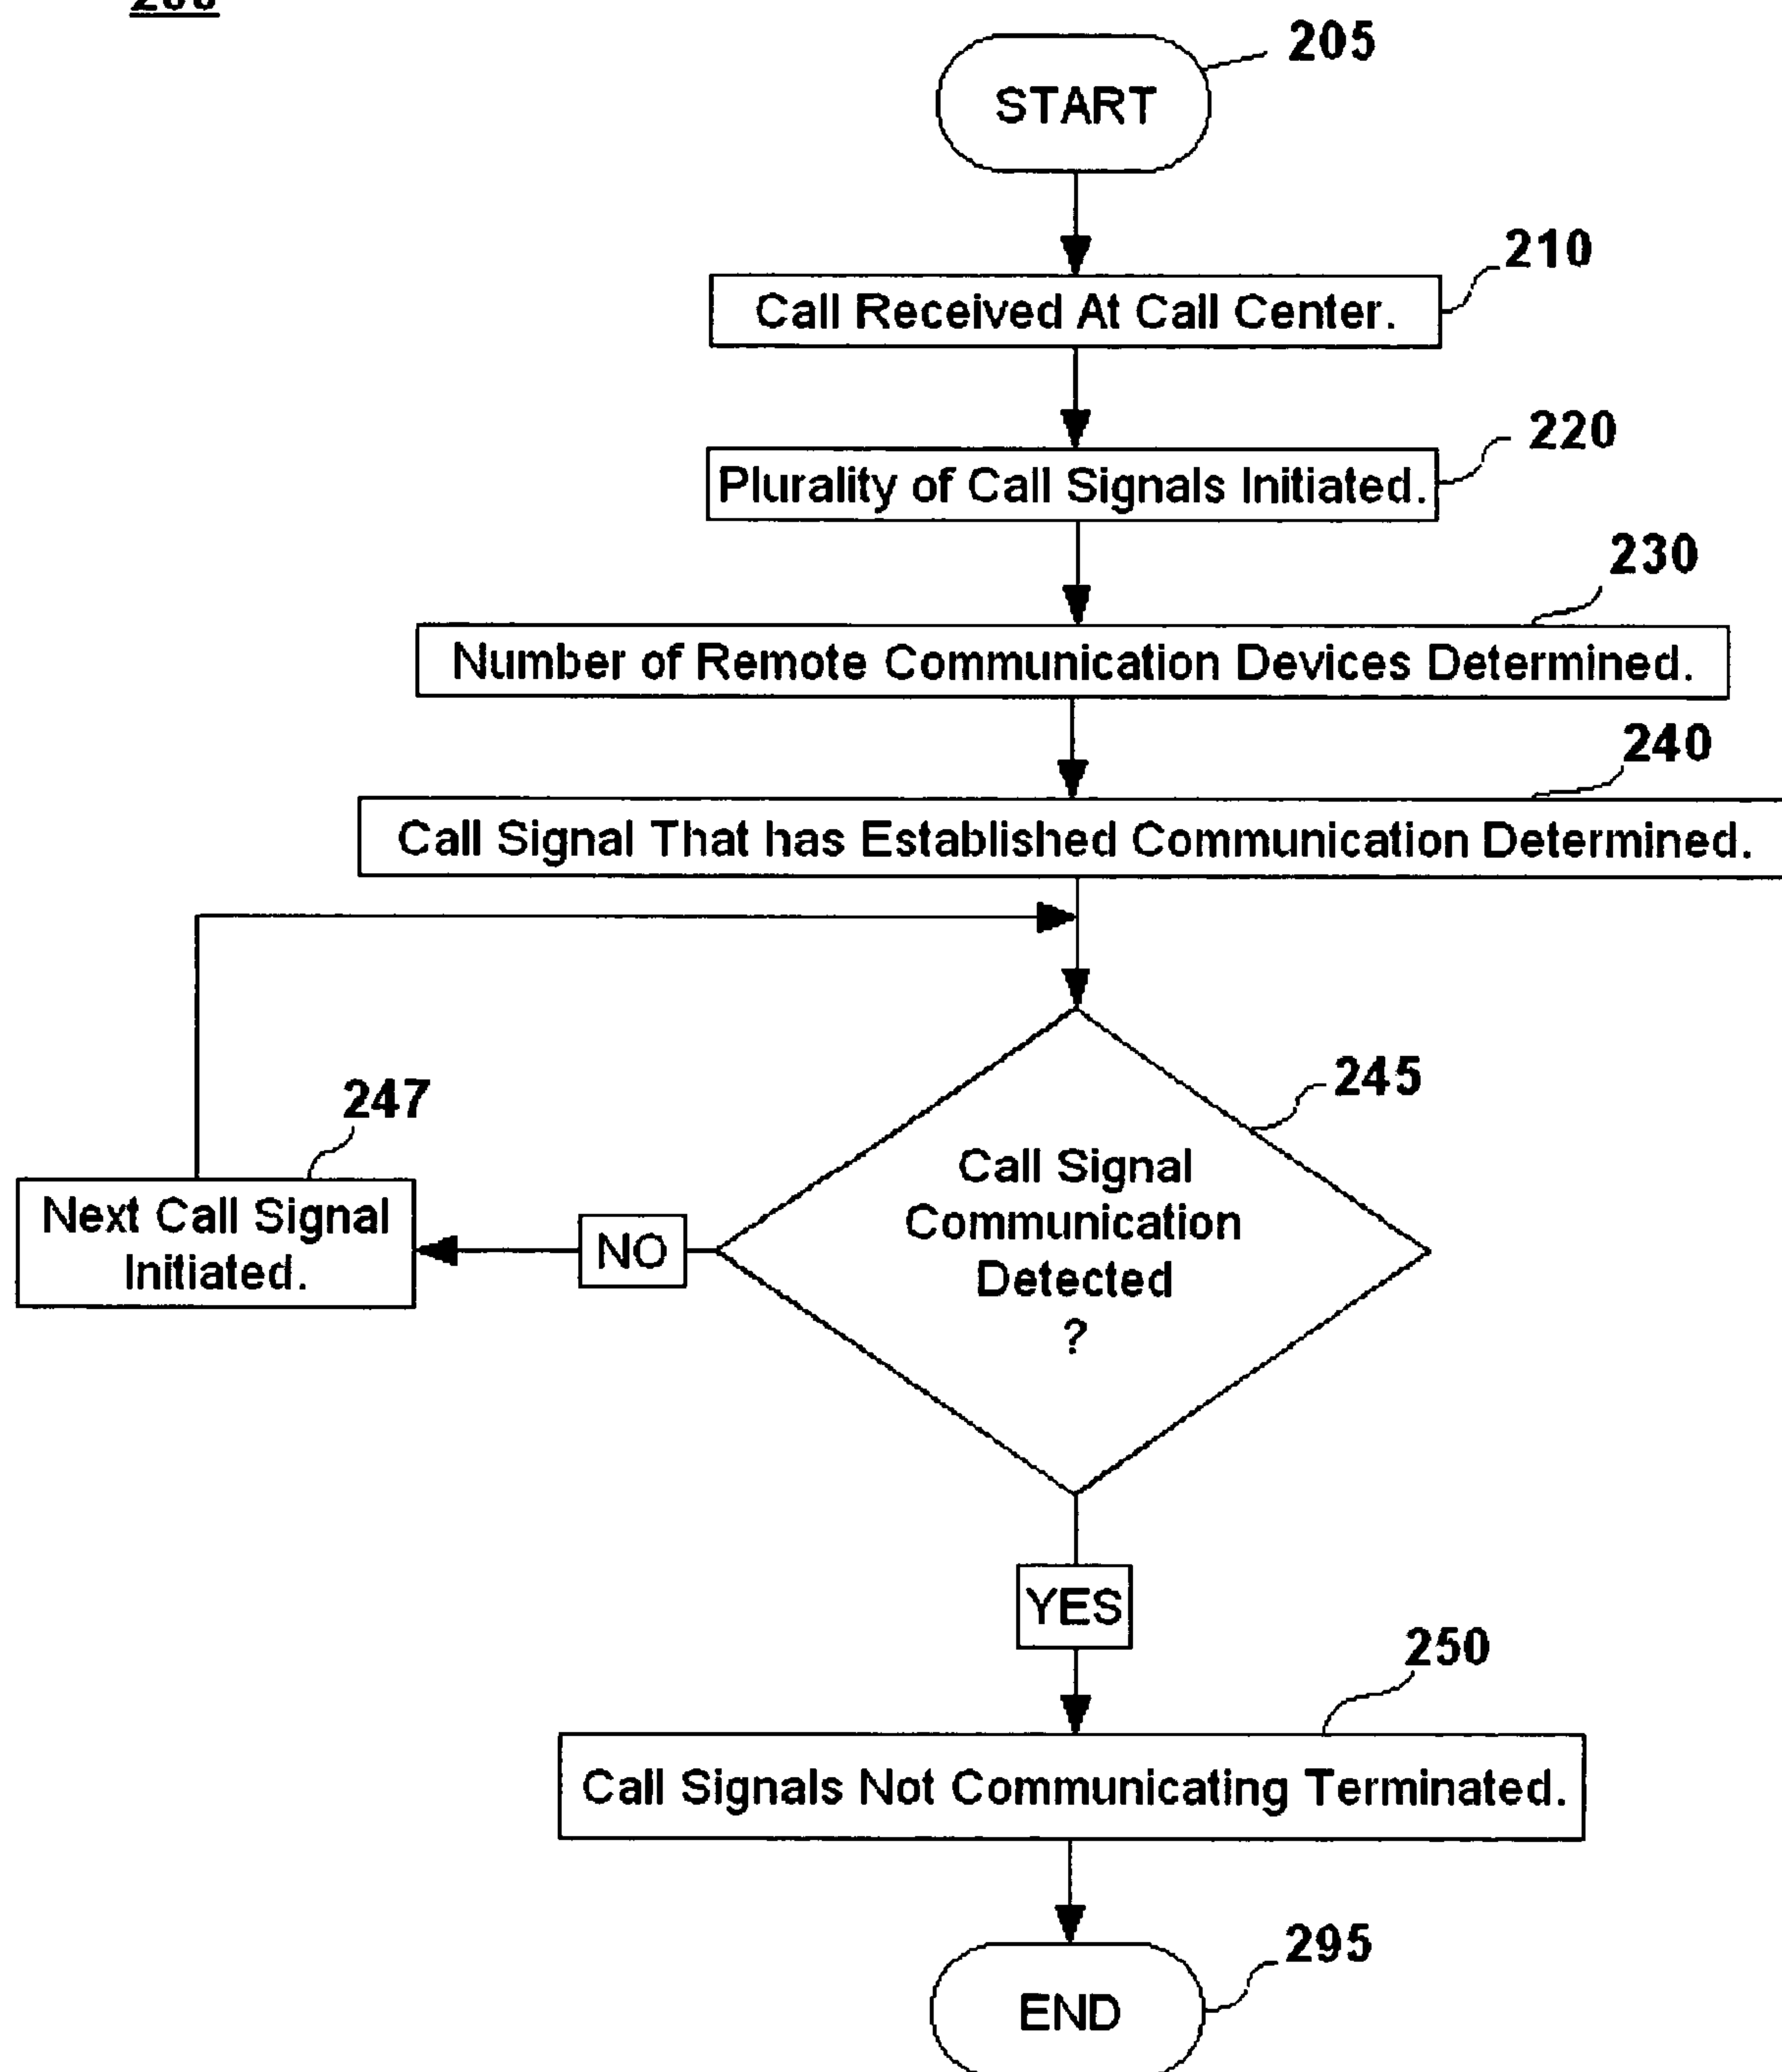 205
START
210
Call Received At Call Center.
220
Plurality of Call Signals Initiated.
230
Number of Remote Communication Devices Determined.
240
Call Signal That has Established Communication Determined.
245
247
Call Signal
Communication
Detected
?
Next Call Signal
Initiated.
NO
YES
250
Call Signals Not Communicating Terminated.
295
END